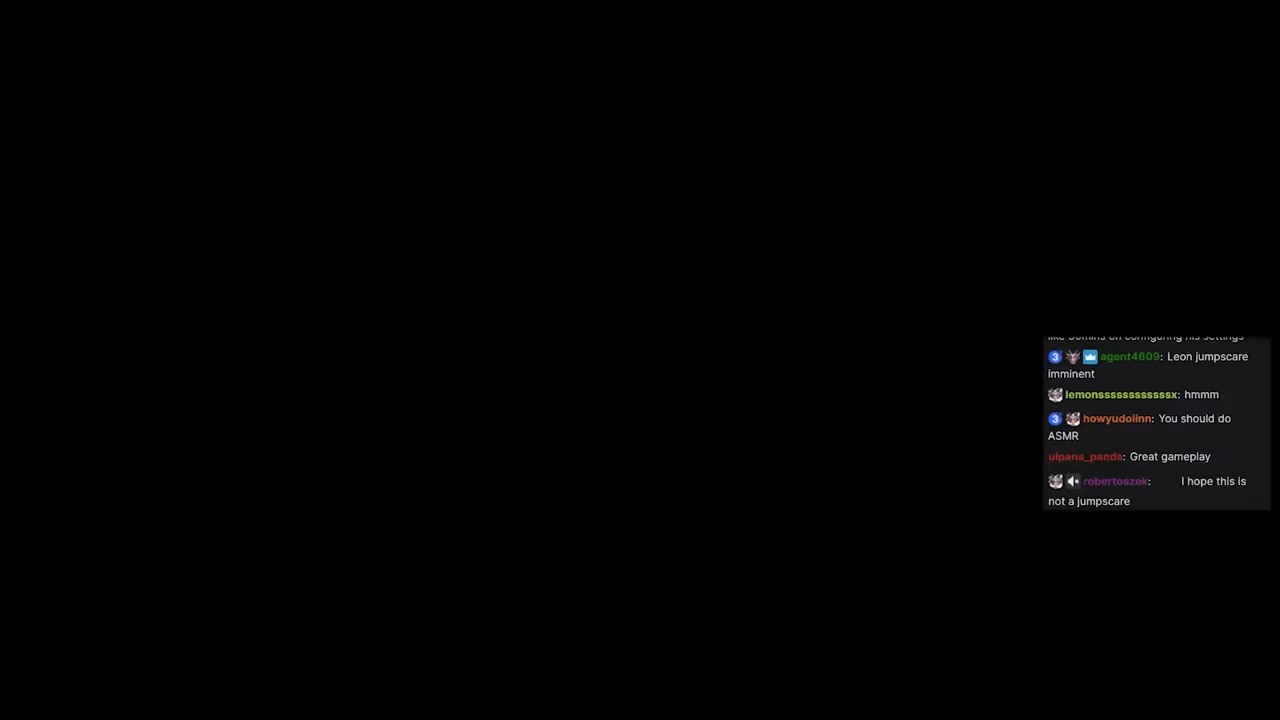 agent4609: Leon jumpscare
imminent
lemonsssssssssssx: hmmm
howyudoiinn: You should do
ASMR
ulpana_panda: Great gameplay
robertoszek: I hope this is
not a jumpscare